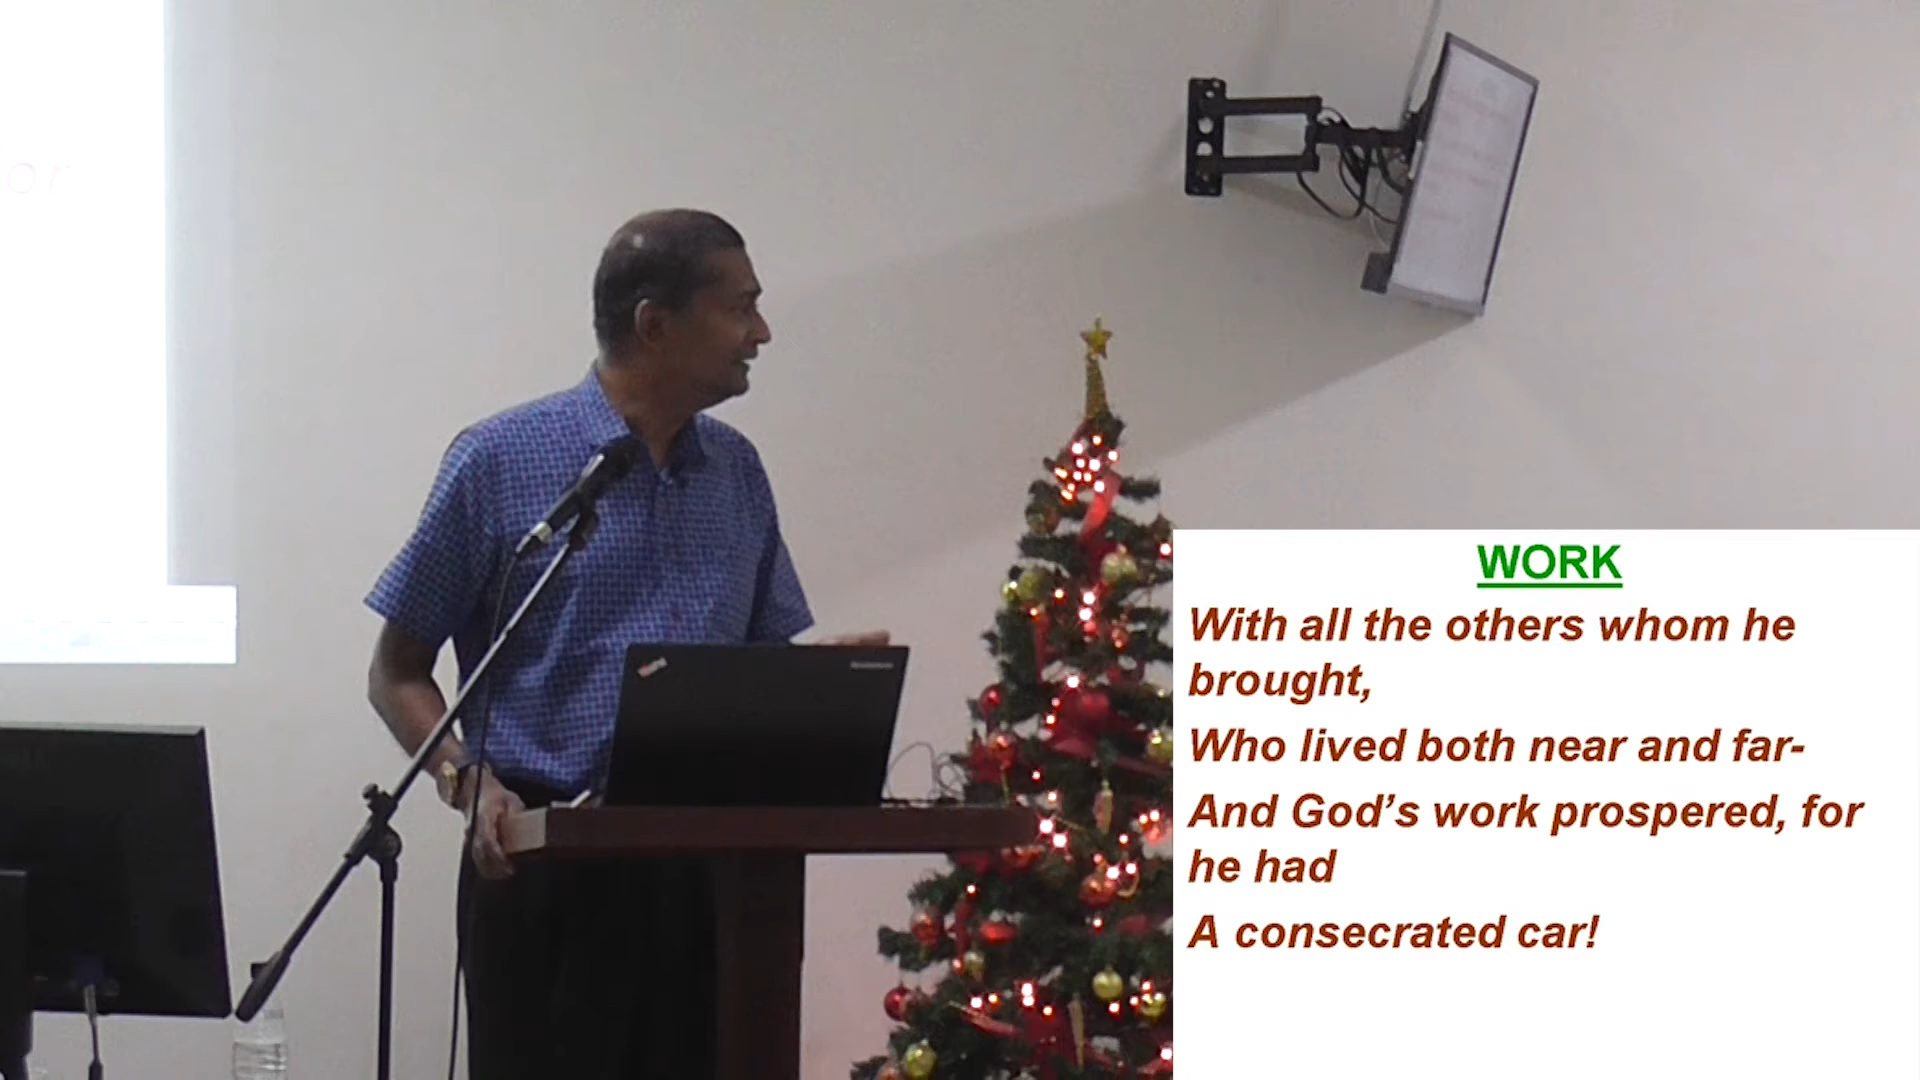 or
WORK
With all the others whom he
brought,
Who lived both near and far-
And God’s work prospered, for
he had
A consecrated car!